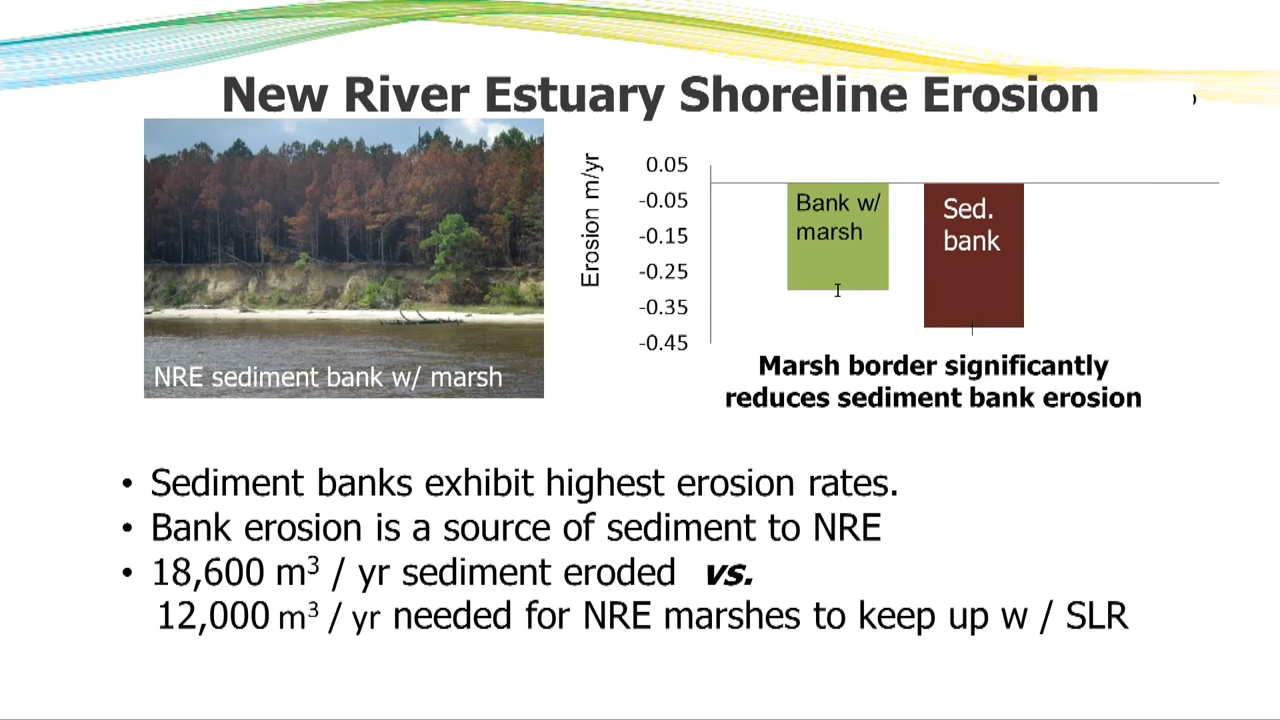 New River Estuary Shoreline Erosion
NRE sediment bank w/ marsh
Erosion m/yr
0.05
-0.05
-0.15
-0.25
-0.35
-0.45
Bank w/
marsh
Sed.
bank
Marsh border significantly
reduces sediment bank erosion
• Sediment banks exhibit highest erosion rates.
• Bank erosion is a source of sediment to NRE
• 18,600 m³ / yr sediment eroded vs.
12,000 m³ / yr needed for NRE marshes to keep up w / SLR